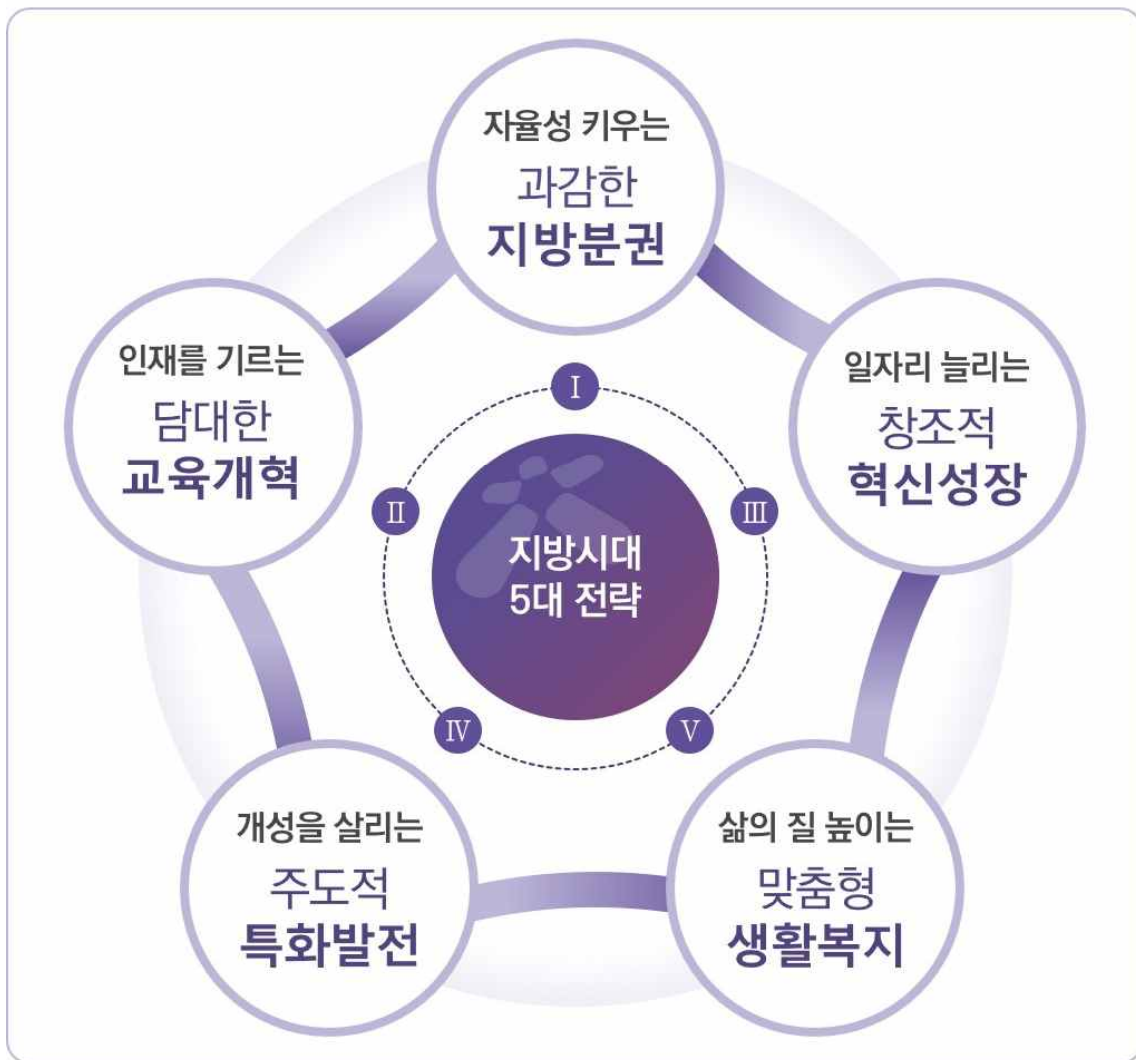 자율성 키우는
과감한
지방분권
인재를 기르는
담대한
교육개혁
일자리 늘리는
창조적
혁신성장
Ⅰ
Ⅱ
Ⅲ
지방시대
5대 전략
Ⅳ
Ⅴ
개성을 살리는
주도적
특화발전
삶의 질 높이는
맞춤형
생활복지